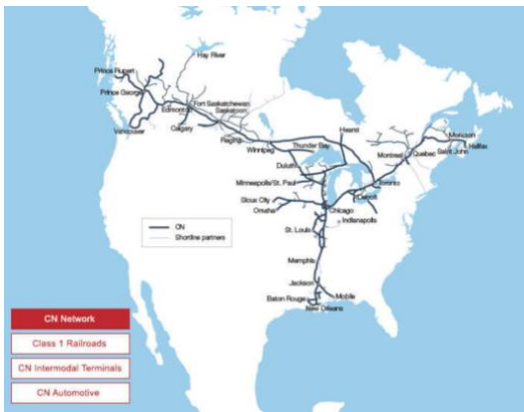 Hay River
Prince Rupert
Prince George
Fort Saskatchewan
Edmonton
Saskatoon
Vancouver
Calgary
Regina
Winnipeg
Thunder Bay
Hearst
Moncton
Halifax
Saint John
Quebec
Montreal
Duluth
Minneapolis/St. Paul
Toronto
Detroit
Sioux City
Omaha
Chicago
Indianapolis
St. Louis
CN
Shortline partners
Memphis
Jackson
Baton Rouge
Mobile
New Orleans
CN Network
Class 1 Railroads
CN Intermodal Terminals
CN Automotive